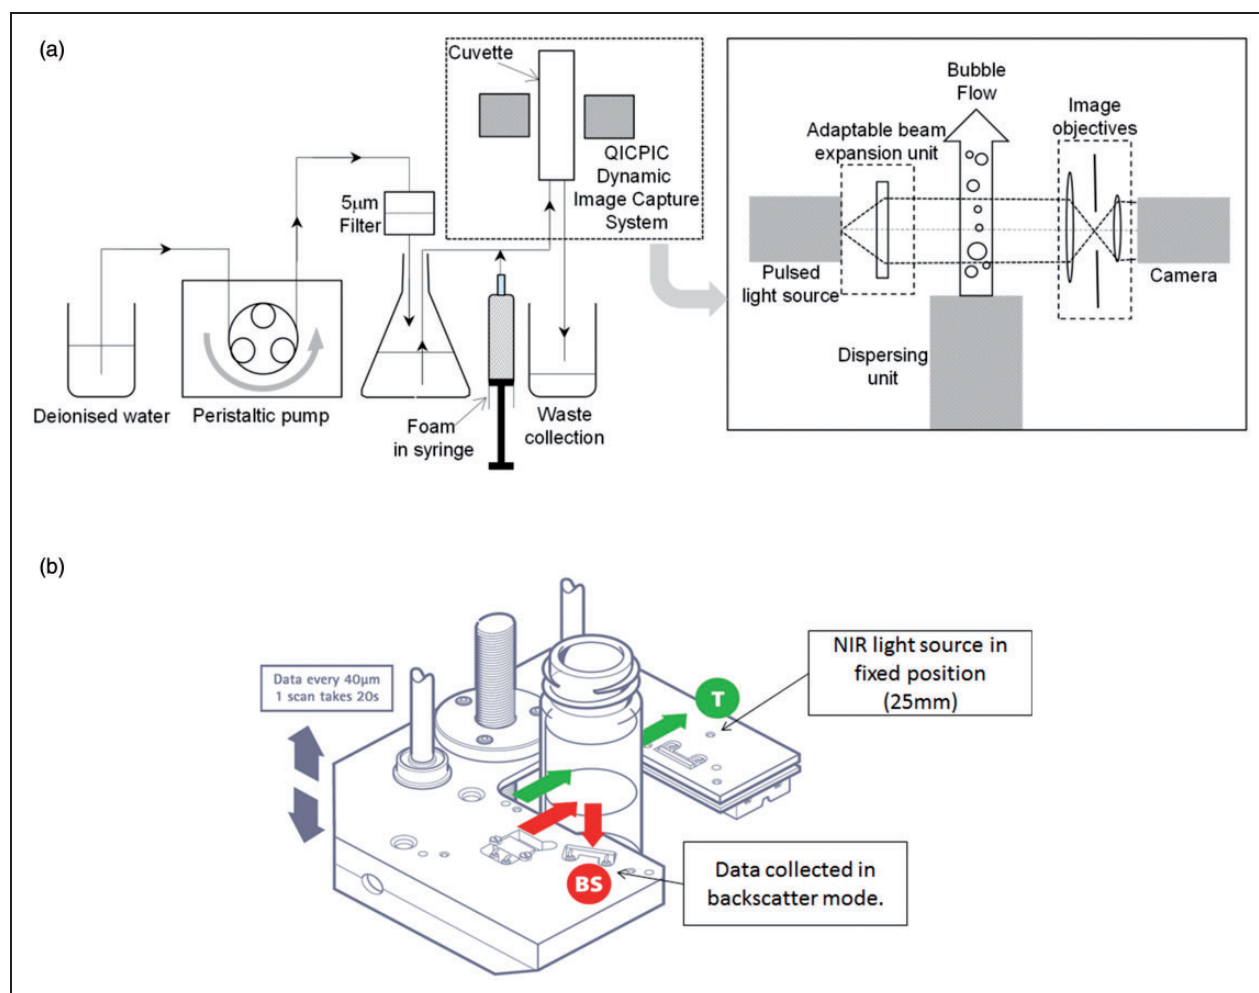 (a)
Cuvette
QICPIC
Dynamic
Image Capture
System
5μm
Filter
Deionised water
Peristaltic pump
Foam
in syringe
Waste
collection
Bubble
Flow
Image
objectives
Adaptable beam
expansion unit
Pulsed
light source
Camera
Dispersing
unit
(b)
Data every 40μm
1 scan takes 20s
T
NIR light source in
fixed position
(25mm)
BS
Data collected in
backscatter mode.